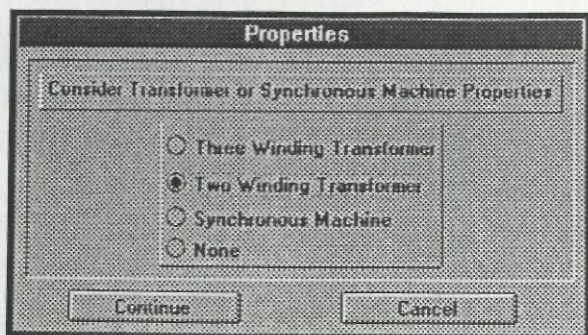 Properties
Consider Transformer or Synchronous Machine Properties
Three Winding Transformer
Two Winding Transformer
Synchronous Machine
None
Continue
Cancel